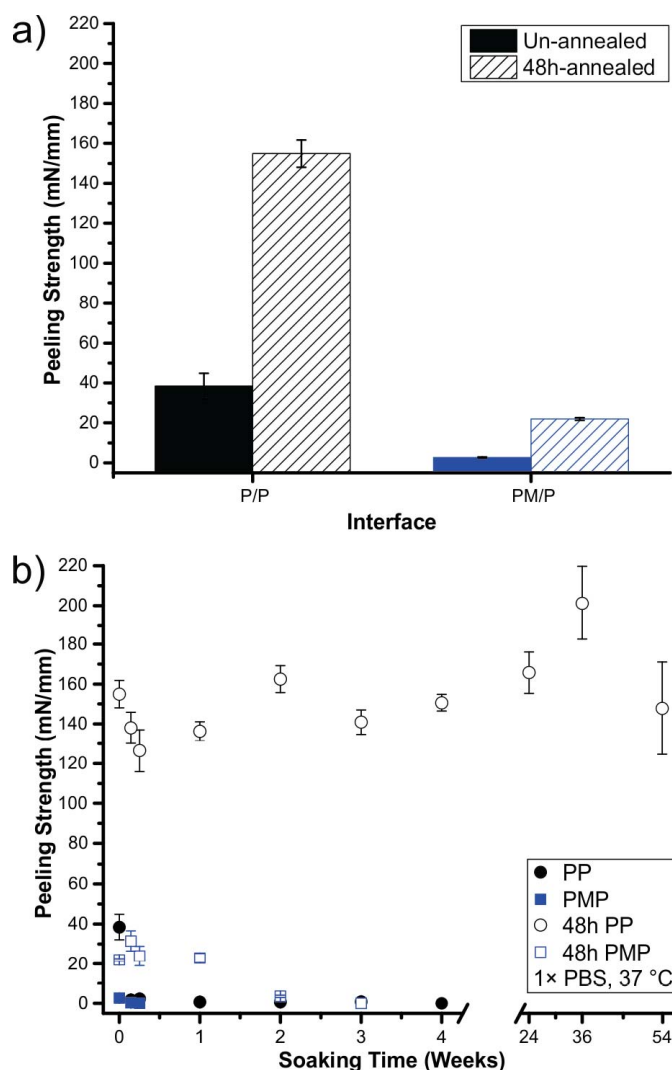 a)
220
200
180
160
140
120
100
80
60
40
20
0
Peeling Strength (mN/mm)
Un-annealed
48h-annealed
P/P
PM/P
Interface
b)
220
200
180
160
140
120
100
80
60
40
20
0
Peeling Strength (mN/mm)
PP
PMP
48h PP
48h PMP
1× PBS, 37 °C
0 1 2 3 4 24 36 54
Soaking Time (Weeks)